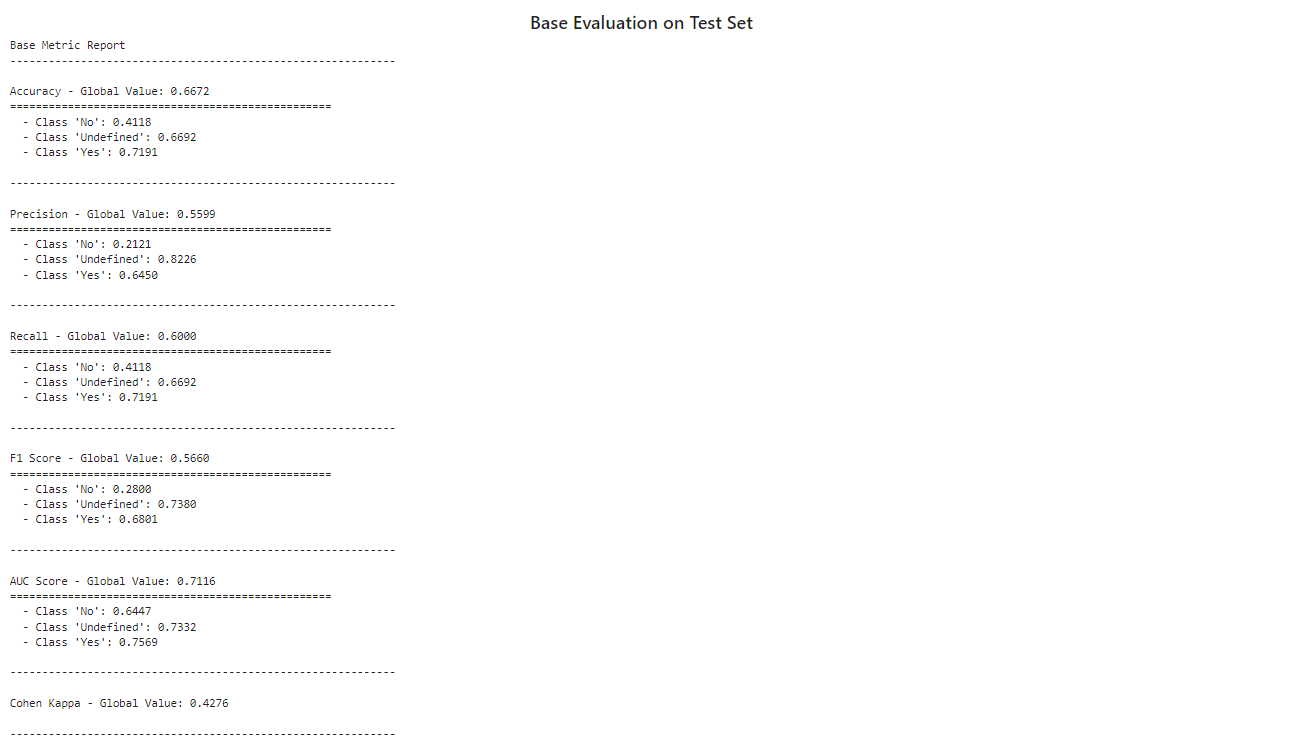 Base Evaluation on Test Set
Base Metric Report
------------------------------------------------------------
Accuracy - Global Value: 0.6672
==================================================
- Class 'No': 0.4118
- Class 'Undefined': 0.6692
- Class 'Yes': 0.7191
------------------------------------------------------------
Precision - Global Value: 0.5599
==================================================
- Class 'No': 0.2121
- Class 'Undefined': 0.8226
- Class 'Yes': 0.6450
------------------------------------------------------------
Recall - Global Value: 0.6000
==================================================
- Class 'No': 0.4118
- Class 'Undefined': 0.6692
- Class 'Yes': 0.7191
------------------------------------------------------------
F1 Score - Global Value: 0.5660
==================================================
- Class 'No': 0.2800
- Class 'Undefined': 0.7380
- Class 'Yes': 0.6801
------------------------------------------------------------
AUC Score - Global Value: 0.7116
==================================================
- Class 'No': 0.6447
- Class 'Undefined': 0.7332
- Class 'Yes': 0.7569
------------------------------------------------------------
Cohen Kappa - Global Value: 0.4276
------------------------------------------------------------